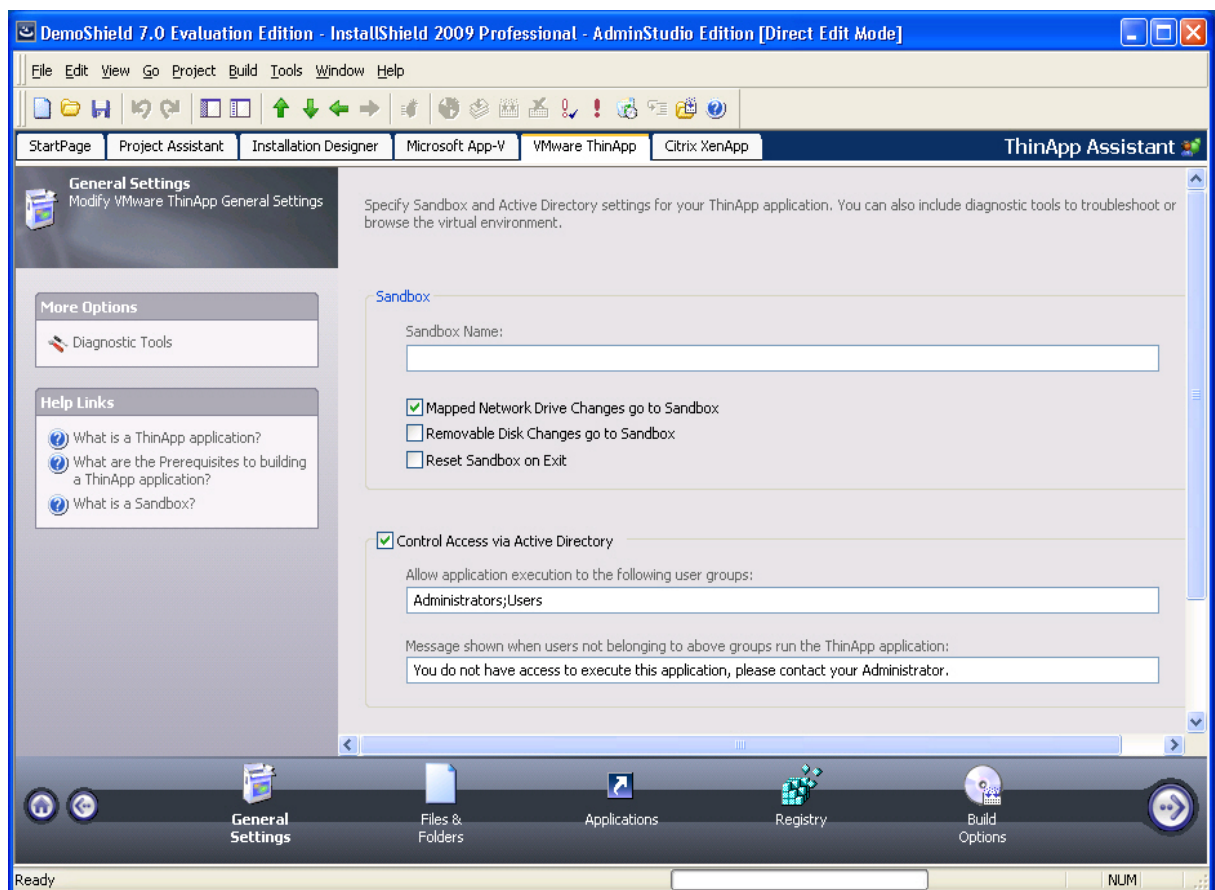 DemoShield 7.0 Evaluation Edition - InstallShield 2009 Professional - AdminStudio Edition [Direct Edit Mode]
File Edit View Go Project Build Tools Window Help
StartPage Project Assistant Installation Designer Microsoft App-V VMware ThinApp Citrix XenApp ThinApp Assistant
General Settings
Modify VMware ThinApp General Settings
More Options
Diagnostic Tools
Help Links
What is a ThinApp application?
What are the Prerequisites to building
a ThinApp application?
What is a Sandbox?
Specify Sandbox and Active Directory settings for your ThinApp application. You can also include diagnostic tools to troubleshoot or
browse the virtual environment.
Sandbox
Sandbox Name:
Mapped Network Drive Changes go to Sandbox
Removable Disk Changes go to Sandbox
Reset Sandbox on Exit
Control Access via Active Directory
Allow application execution to the following user groups:
Administrators;Users
Message shown when users not belonging to above groups run the ThinApp application:
You do not have access to execute this application, please contact your Administrator.
General
Settings
Files &
Folders
Applications
Registry
Build
Options
Ready
NUM